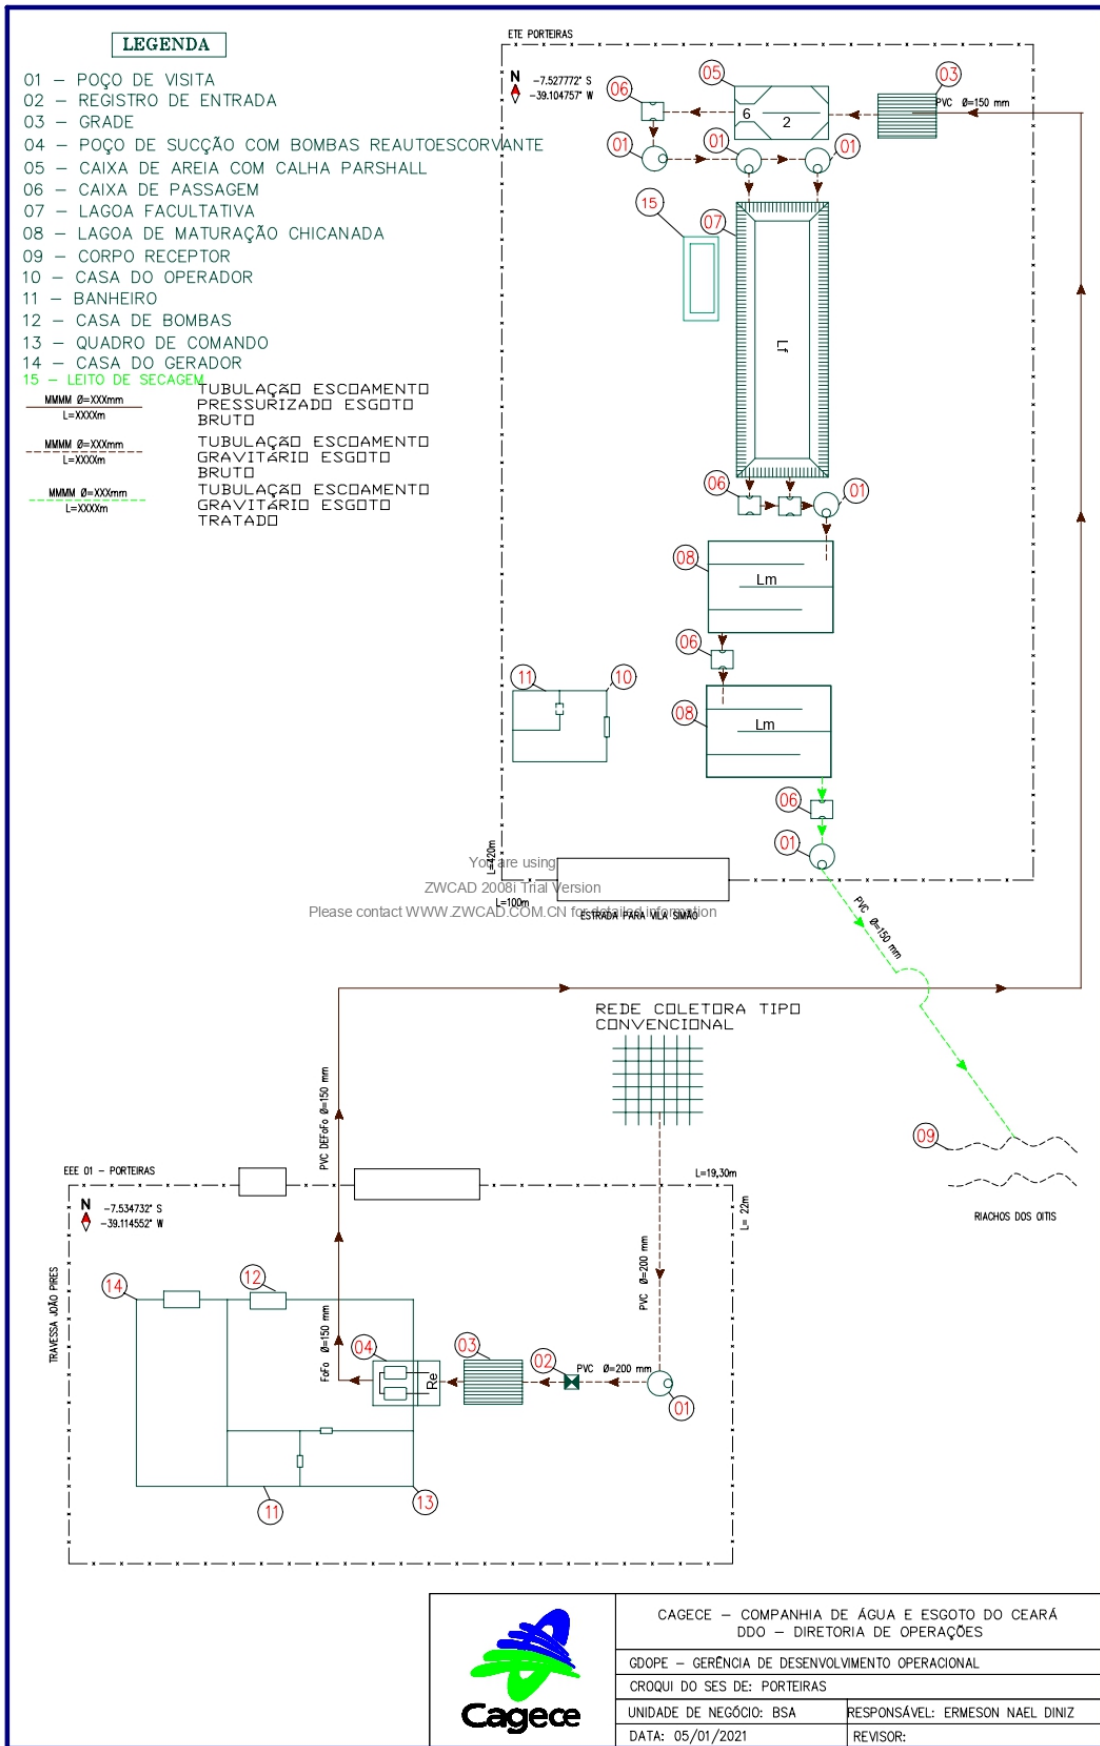 LEGENDA
01 - POÇO DE VISITA
02 - REGISTRO DE ENTRADA
03 - GRADE
04 - POÇO DE SUCÇÃO COM BOMBAS REAUTOESCORVANTE
05 - CAIXA DE AREIA COM CALHA PARSHALL
06 - CAIXA DE PASSAGEM
07 - LAGOA FACULTATIVA
08 - LAGOA DE MATURAÇÃO CHICANADA
09 - CORPO RECEPTOR
10 - CASA DO OPERADOR
11 - BANHEIRO
12 - CASA DE BOMBAS
13 - QUADRO DE COMANDO
14 - CASA DO GERADOR
15 - LEITO DE SECAGEM
MMMM Ø=XXXmm
L=XXXXm
TUBULAÇÃO ESCOAMENTO
PRESSURIZADO ESGOTO
BRUTO
MMMM Ø=XXXmm
L=XXXXm
TUBULAÇÃO ESCOAMENTO
GRAVITÁRIO ESGOTO
BRUTO
MMMM Ø=XXXmm
L=XXXXm
TUBULAÇÃO ESCOAMENTO
GRAVITÁRIO ESGOTO
TRATADO
ETE PORTEIRAS
N
-7.527772° S
-39.104757° W
06
05
03
PVC Ø=150 mm
6
2
01
01
01
15
07
Lf
06
01
08
Lm
06
11
10
08
Lm
06
01
L=420m
L=100m
You are using
ZWCAD 2008i Trial Version
Please contact WWW.ZWCAD.COM.CN for detailed information
ESTRADA PARA VILA SIMÃO
PVC Ø=150 mm
REDE COLETORA TIPO
CONVENCIONAL
09
RIACHOS DOS OITIS
PVC DEFoFo Ø=150 mm
EEE 01 - PORTEIRAS
L=19,30m
L= 22m
N
-7.534732° S
-39.114552° W
TRAVESSA JOÃO PIRES
PVC Ø=200 mm
14
12
FoFo Ø=150 mm
04
Re
03
02
PVC Ø=200 mm
01
11
13
Cagece
CAGECE - COMPANHIA DE ÁGUA E ESGOTO DO CEARÁ
DDO - DIRETORIA DE OPERAÇÕES
GDOPE - GERÊNCIA DE DESENVOLVIMENTO OPERACIONAL
CROQUI DO SES DE: PORTEIRAS
UNIDADE DE NEGÓCIO: BSA
RESPONSÁVEL: ERMESON NAEL DINIZ
DATA: 05/01/2021
REVISOR: